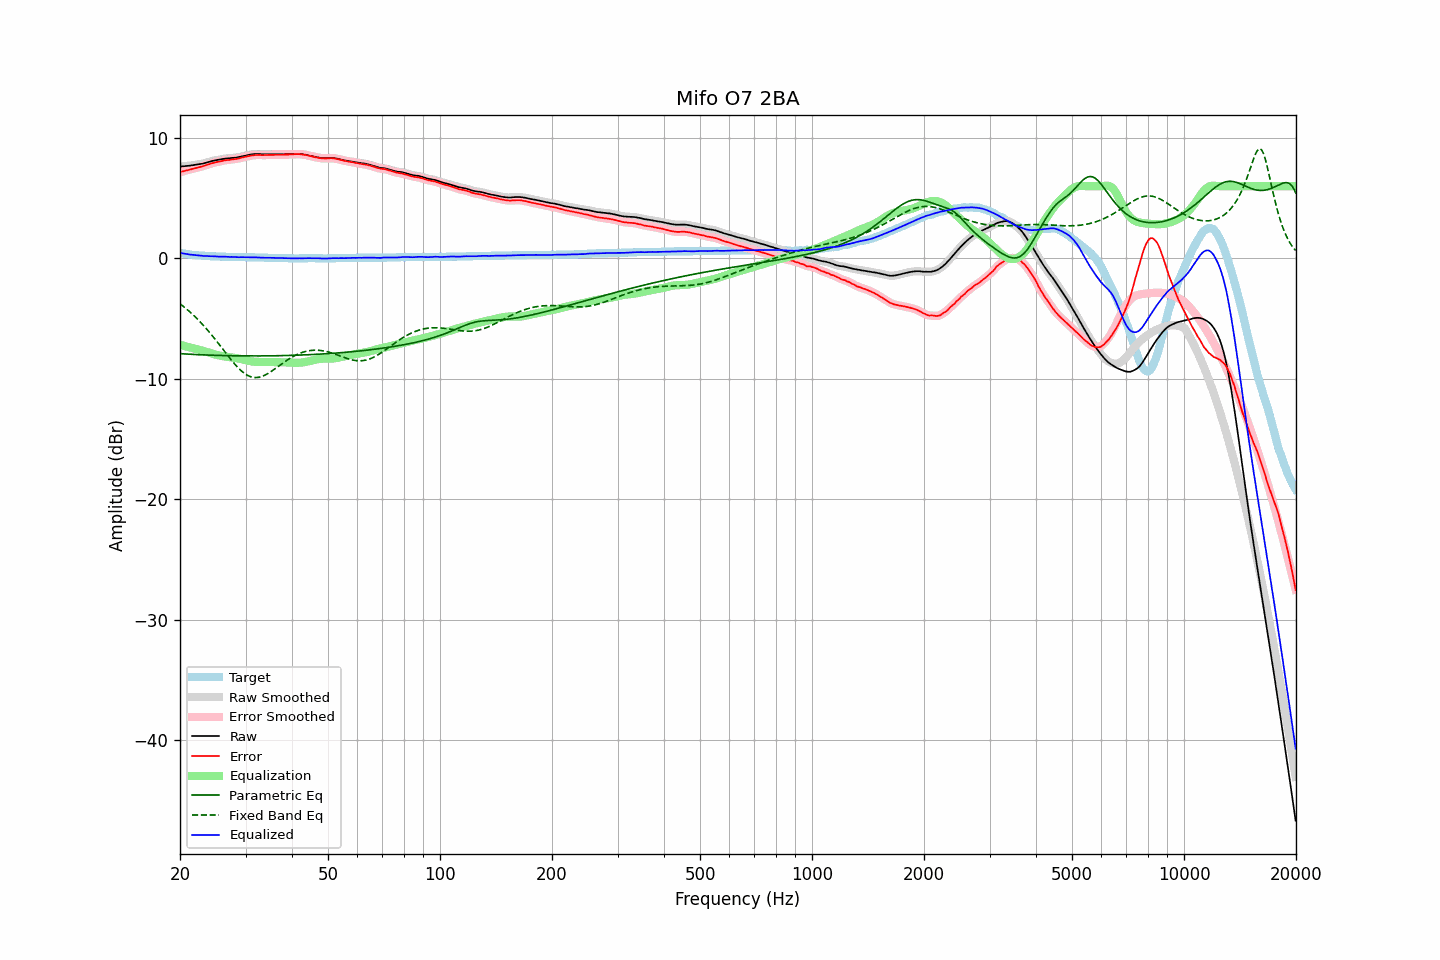 Mifo O7 2BA
Amplitude (dBr)
10
0
−10
−20
−30
−40
Target
Raw Smoothed
Error Smoothed
Raw
Error
Equalization
Parametric Eq
Fixed Band Eq
Equalized
20 50 100 200 500 1000 2000 5000 10000 20000
Frequency (Hz)